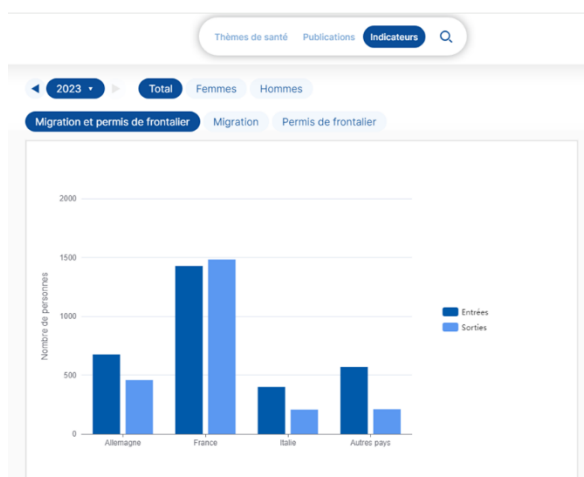 Thèmes de santé Publications Indicateurs
2023 Total Femmes Hommes
Migration et permis de frontalier Migration Permis de frontalier
2000
1500
1000
500
0
Nombre de personnes
Allemagne France Italie Autres pays
Entrées
Sorties